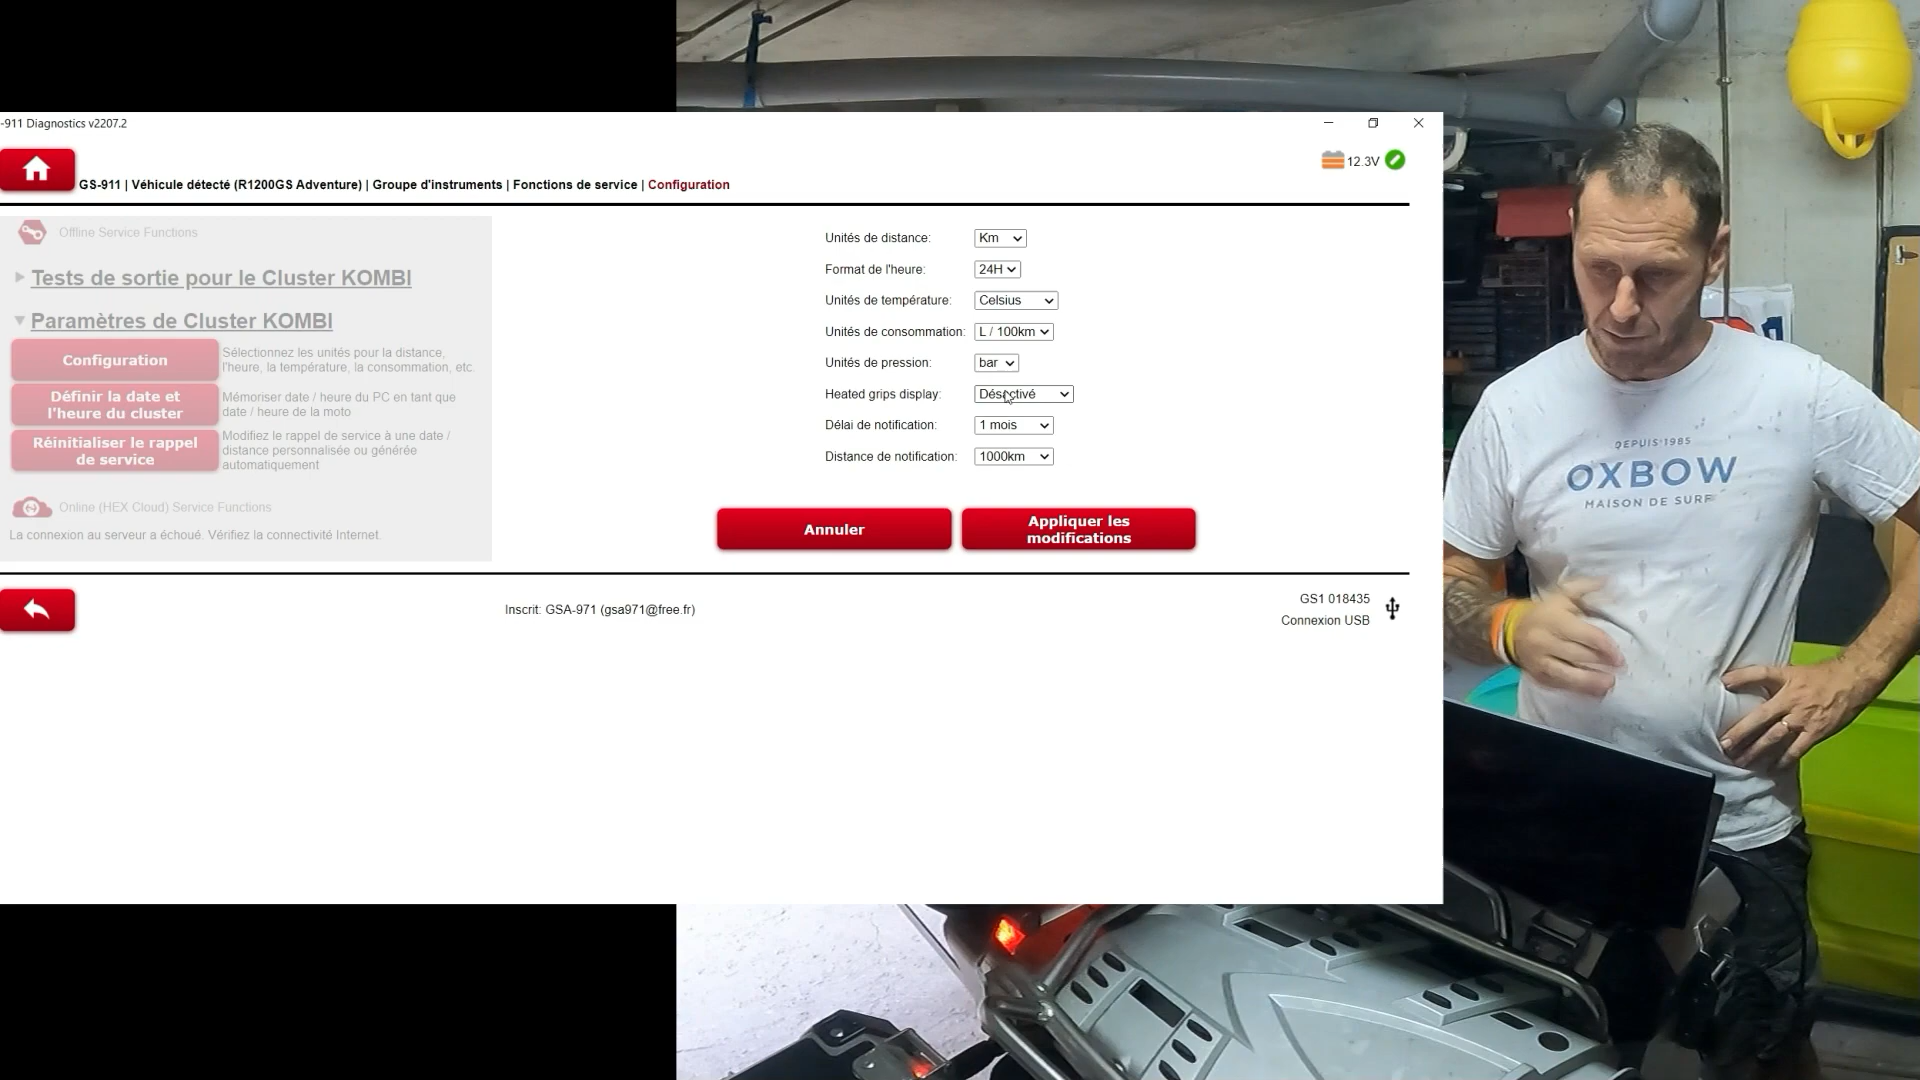 -911 Diagnostics v2207.2
12.3V
GS-911 | Véhicule détecté (R1200GS Adventure) | Groupe d'instruments | Fonctions de service | Configuration
Offline Service Functions
Tests de sortie pour le Cluster KOMBI
Paramètres de Cluster KOMBI
Configuration
Sélectionnez les unités pour la distance,
l'heure, la température, la consommation, etc.
Définir la date et
l'heure du cluster
Mémoriser date / heure du PC en tant que
date / heure de la moto
Réinitialiser le rappel
de service
Modifiez le rappel de service à une date /
distance personnalisée ou générée
automatiquement
Online (HEX Cloud) Service Functions
La connexion au serveur a échoué. Vérifiez la connectivité Internet.
Unités de distance: Km
Format de l'heure: 24H
Unités de température: Celsius
Unités de consommation: L / 100km
Unités de pression: bar
Heated grips display: Désactivé
Délai de notification: 1 mois
Distance de notification: 1000km
Annuler
Appliquer les
modifications
Inscrit: GSA-971 (gsa971@free.fr)
GS1 018435
Connexion USB
DEPUIS 1985
OXBOW
MAISON DE SURF